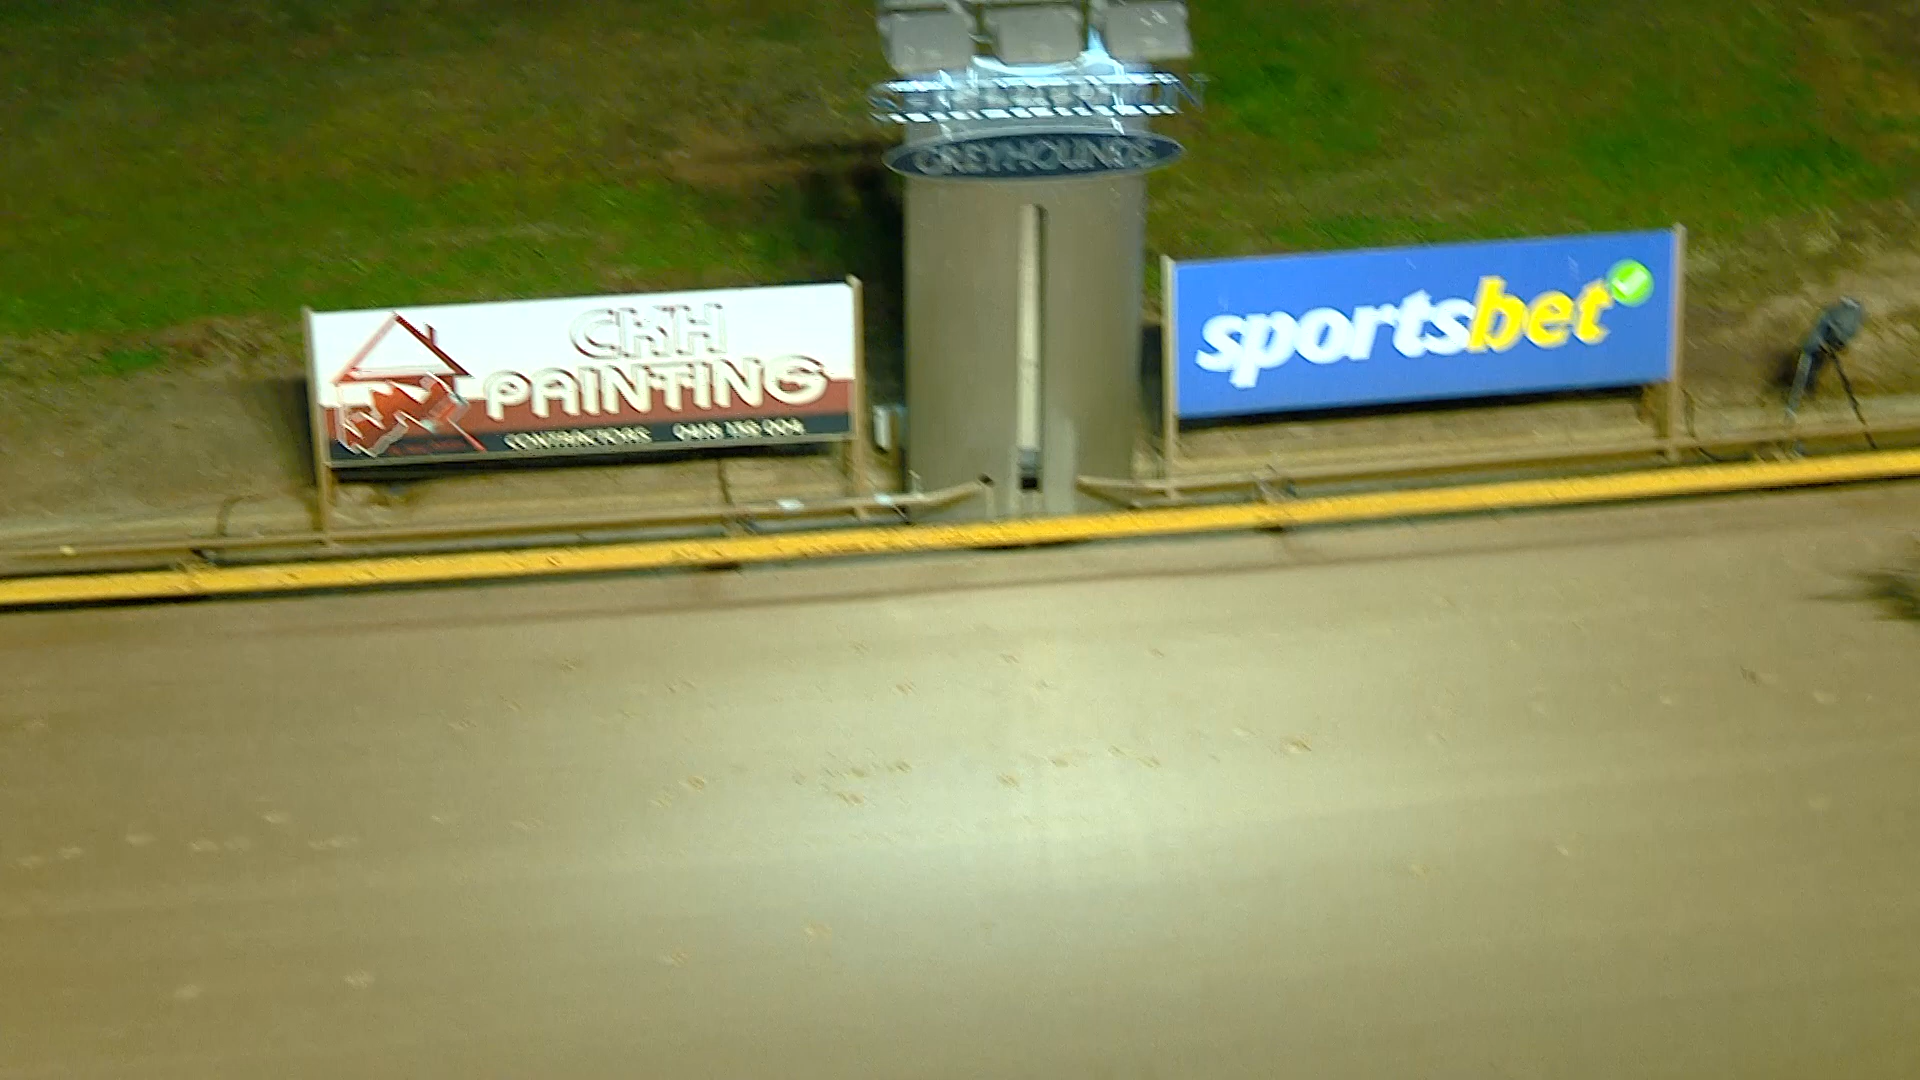 GREYHOUNDS
CKH
PAINTING
CONTRACTORS
sportsbet